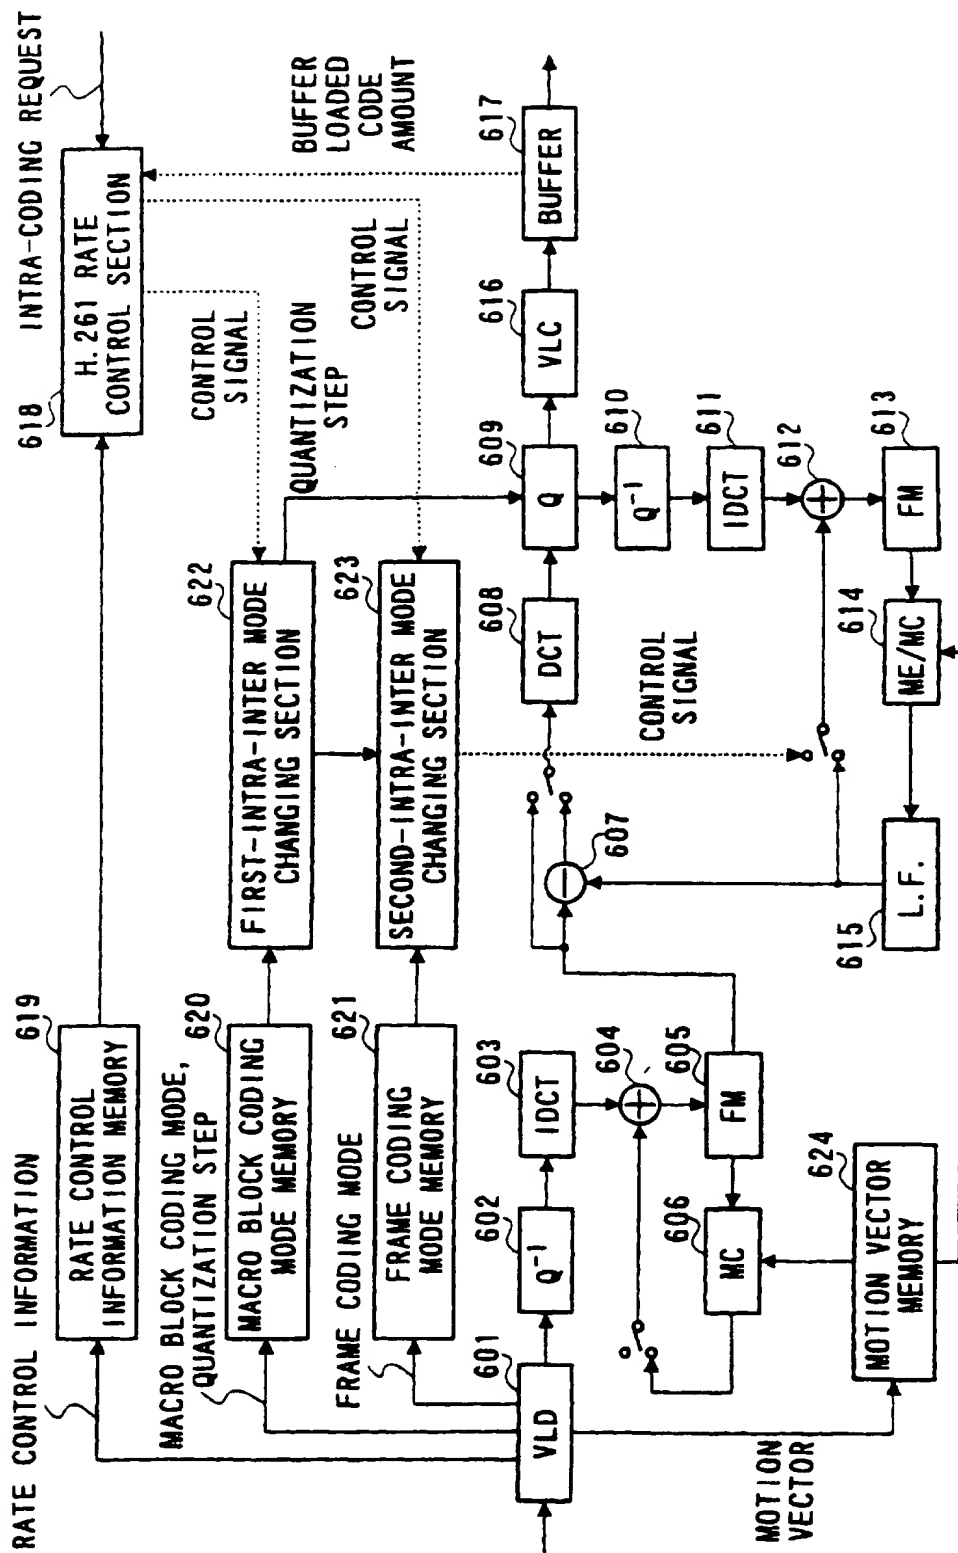 RATE CONTROL INFORMATION
INTRA-CODING REQUEST
619
RATE CONTROL
INFORMATION MEMORY
618
H.261 RATE
CONTROL SECTION
MACRO BLOCK CODING MODE,
QUANTIZATION STEP
620
MACRO BLOCK CODING
MODE MEMORY
622
FIRST-INTRA-INTER MODE
CHANGING SECTION
CONTROL
SIGNAL
BUFFER
LOADED
CODE
AMOUNT
QUANTIZATION
STEP
CONTROL
SIGNAL
FRAME CODING MODE
621
FRAME CODING
MODE MEMORY
623
SECOND-INTRA-INTER MODE
CHANGING SECTION
601
VLD
602
Q-1
603
IDCT
608
DCT
609
Q
616
VLC
617
BUFFER
604
607
610
Q-1
611
IDCT
CONTROL
SIGNAL
612
605
FM
606
MC
613
FM
614
ME/MC
615
L.F.
MOTION
VECTOR
624
MOTION VECTOR
MEMORY